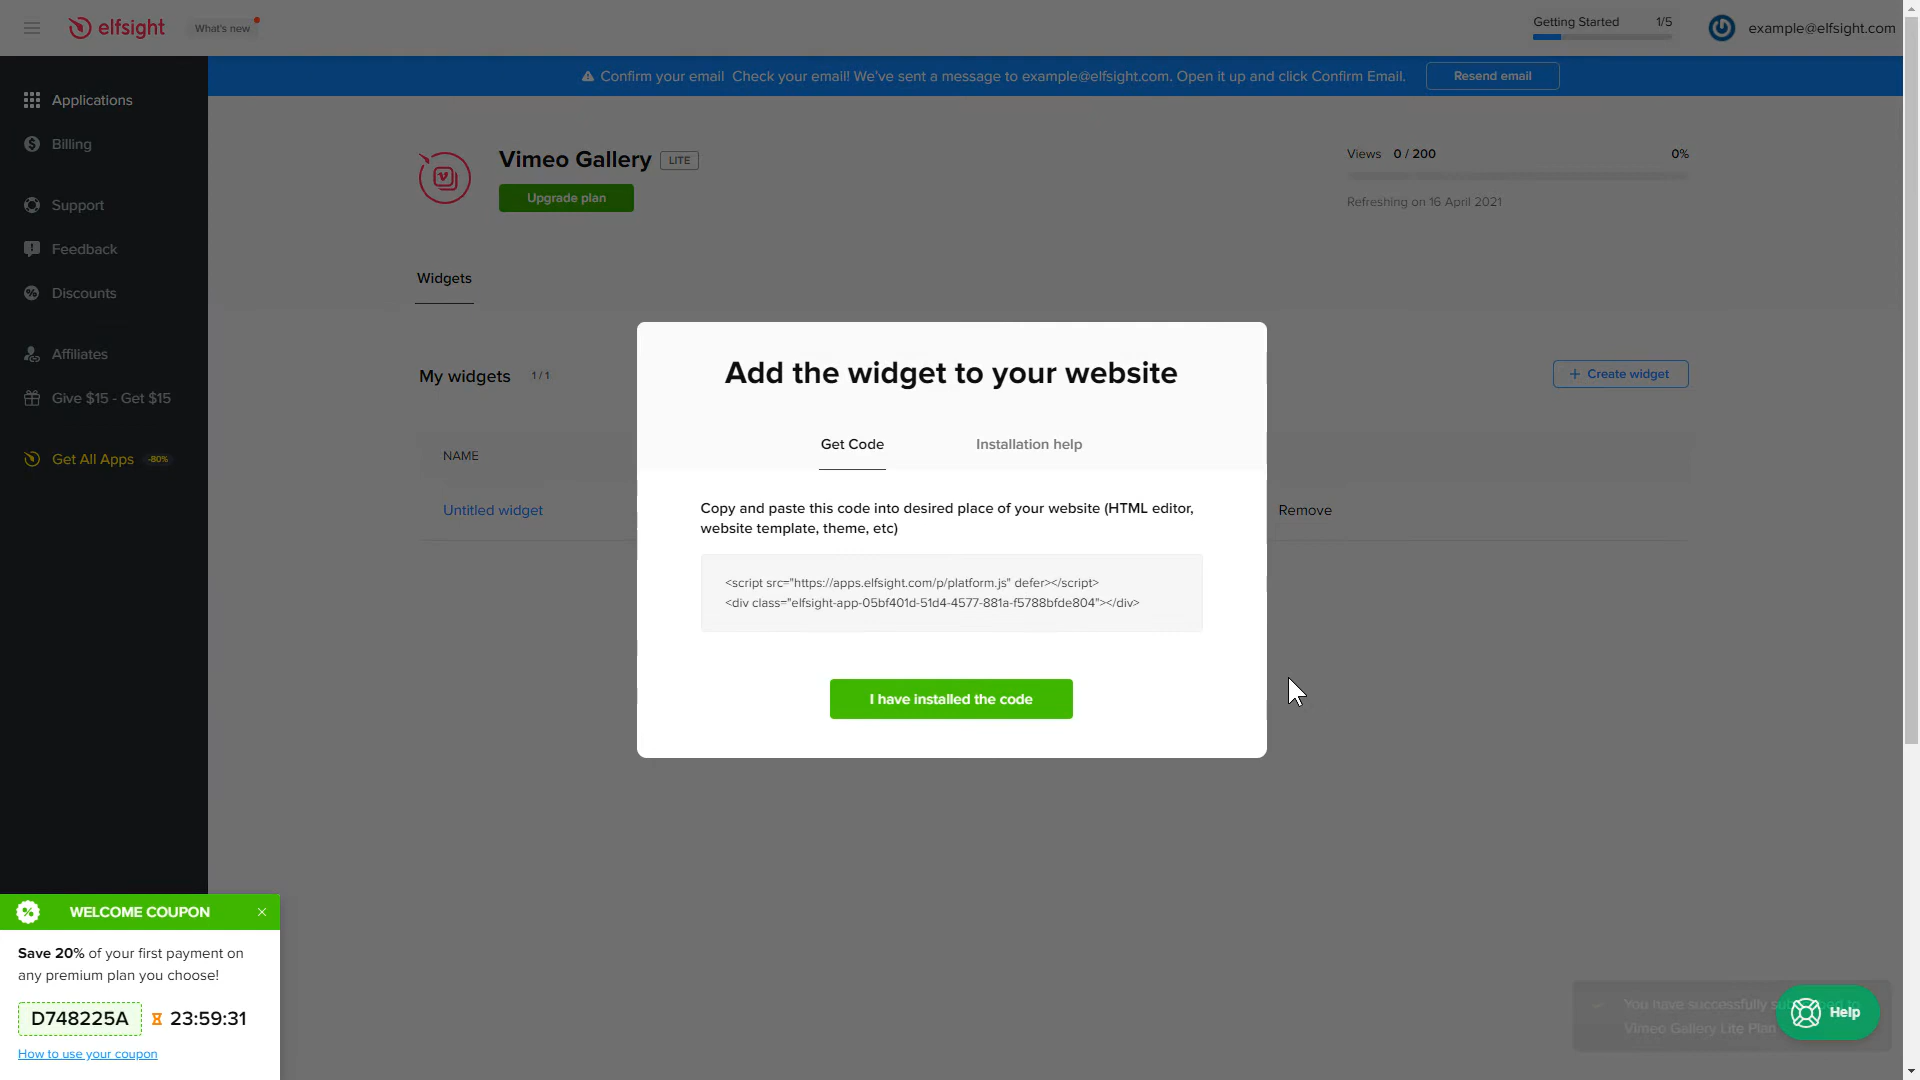 elfsight
What's new
Getting Started 1/5
example@elfsight.com
Confirm your email Check your email! We've sent a message to example@elfsight.com. Open it up and click Confirm Email.
Resend email
Applications
Billing
Support
Feedback
Discounts
Affiliates
Give $15 - Get $15
Get All Apps -80%
Vimeo Gallery LITE
Upgrade plan
Views 0 / 200 0%
Refreshing on 16 April 2021
Widgets
My widgets 1 / 1
+ Create widget
NAME
Untitled widget
Remove
Add the widget to your website
Get Code
Installation help
Copy and paste this code into desired place of your website (HTML editor,
website template, theme, etc)
<script src="https://apps.elfsight.com/p/platform.js" defer></script>
<div class="elfsight-app-05bf401d-51d4-4577-881a-f5788bfde804"></div>
I have installed the code
WELCOME COUPON
Save 20% of your first payment on
any premium plan you choose!
D748225A 23:59:31
How to use your coupon
You have successfully to
Vimeo Gallery Lite Plan
Help